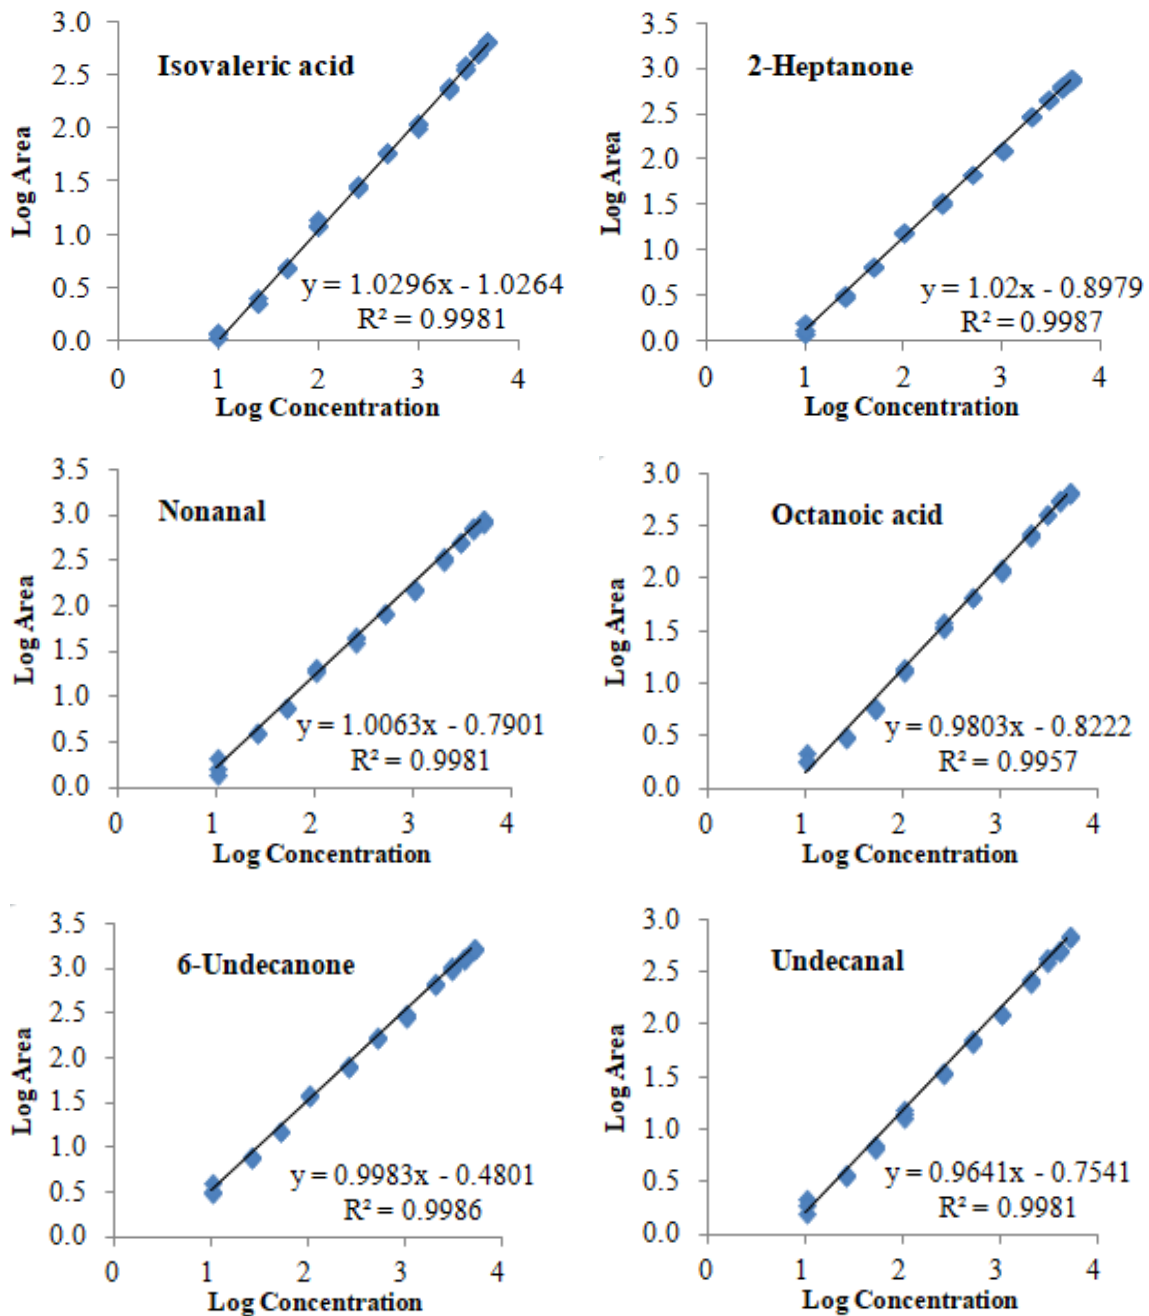 Isovaleric acid
3.0
2.5
2.0
1.5
1.0
0.5
0.0
Log Area
y = 1.0296x - 1.0264
R² = 0.9981
0 1 2 3 4
Log Concentration
2-Heptanone
3.5
3.0
2.5
2.0
1.5
1.0
0.5
0.0
Log Area
y = 1.02x - 0.8979
R² = 0.9987
0 1 2 3 4
Log Concentration
Nonanal
3.5
3.0
2.5
2.0
1.5
1.0
0.5
0.0
Log Area
y = 1.0063x - 0.7901
R² = 0.9981
0 1 2 3 4
Log Concentration
Octanoic acid
3.0
2.5
2.0
1.5
1.0
0.5
0.0
Log Area
y = 0.9803x - 0.8222
R² = 0.9957
0 1 2 3 4
Log Concentration
6-Undecanone
3.5
3.0
2.5
2.0
1.5
1.0
0.5
0.0
Log Area
y = 0.9983x - 0.4801
R² = 0.9986
0 1 2 3 4
Log Concentration
Undecanal
3.0
2.5
2.0
1.5
1.0
0.5
0.0
Log Area
y = 0.9641x - 0.7541
R² = 0.9981
0 1 2 3 4
Log Concentration